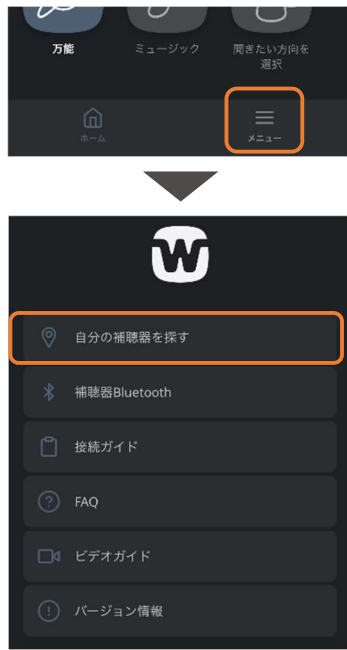 万能
ミュージック
聞きたい方向を
選択
ホーム
メニュー
W
自分の補聴器を探す
補聴器Bluetooth
接続ガイド
FAQ
ビデオガイド
バージョン情報